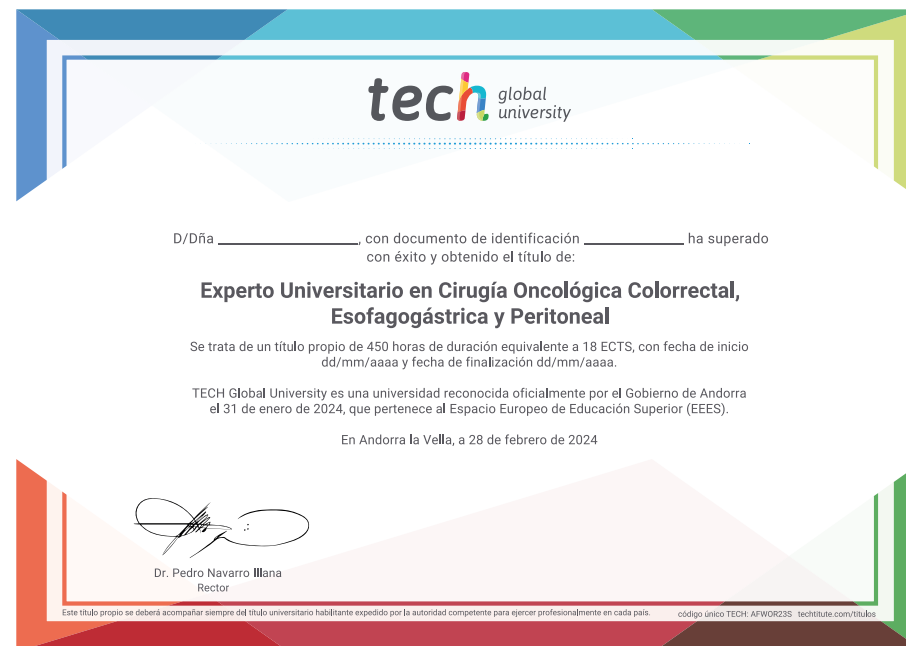 tech global university
D/Dña ____________________, con documento de identificación ______________ ha superado
con éxito y obtenido el título de:
Experto Universitario en Cirugía Oncológica Colorrectal,
Esofagogástrica y Peritoneal
Se trata de un título propio de 450 horas de duración equivalente a 18 ECTS, con fecha de inicio
dd/mm/aaaa y fecha de finalización dd/mm/aaaa.
TECH Global University es una universidad reconocida oficialmente por el Gobierno de Andorra
el 31 de enero de 2024, que pertenece al Espacio Europeo de Educación Superior (EEES).
En Andorra la Vella, a 28 de febrero de 2024
Dr. Pedro Navarro Illana
Rector
Este título propio se deberá acompañar siempre del título universitario habilitante expedido por la autoridad competente para ejercer profesionalmente en cada país.
código único TECH: AFWOR23S techtitute.com/titulos